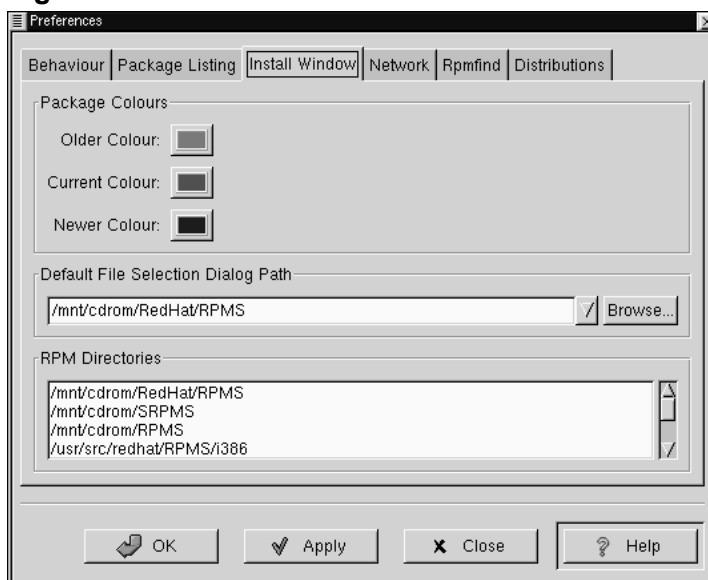 Preferences
Behaviour Package Listing Install Window Network Rpmfind Distributions
Package Colours
Older Colour:
Current Colour:
Newer Colour:
Default File Selection Dialog Path
/mnt/cdrom/RedHat/RPMS Browse...
RPM Directories
/mnt/cdrom/RedHat/RPMS
/mnt/cdrom/SRPMS
/mnt/cdrom/RPMS
/usr/src/redhat/RPMS/i386
OK Apply Close Help